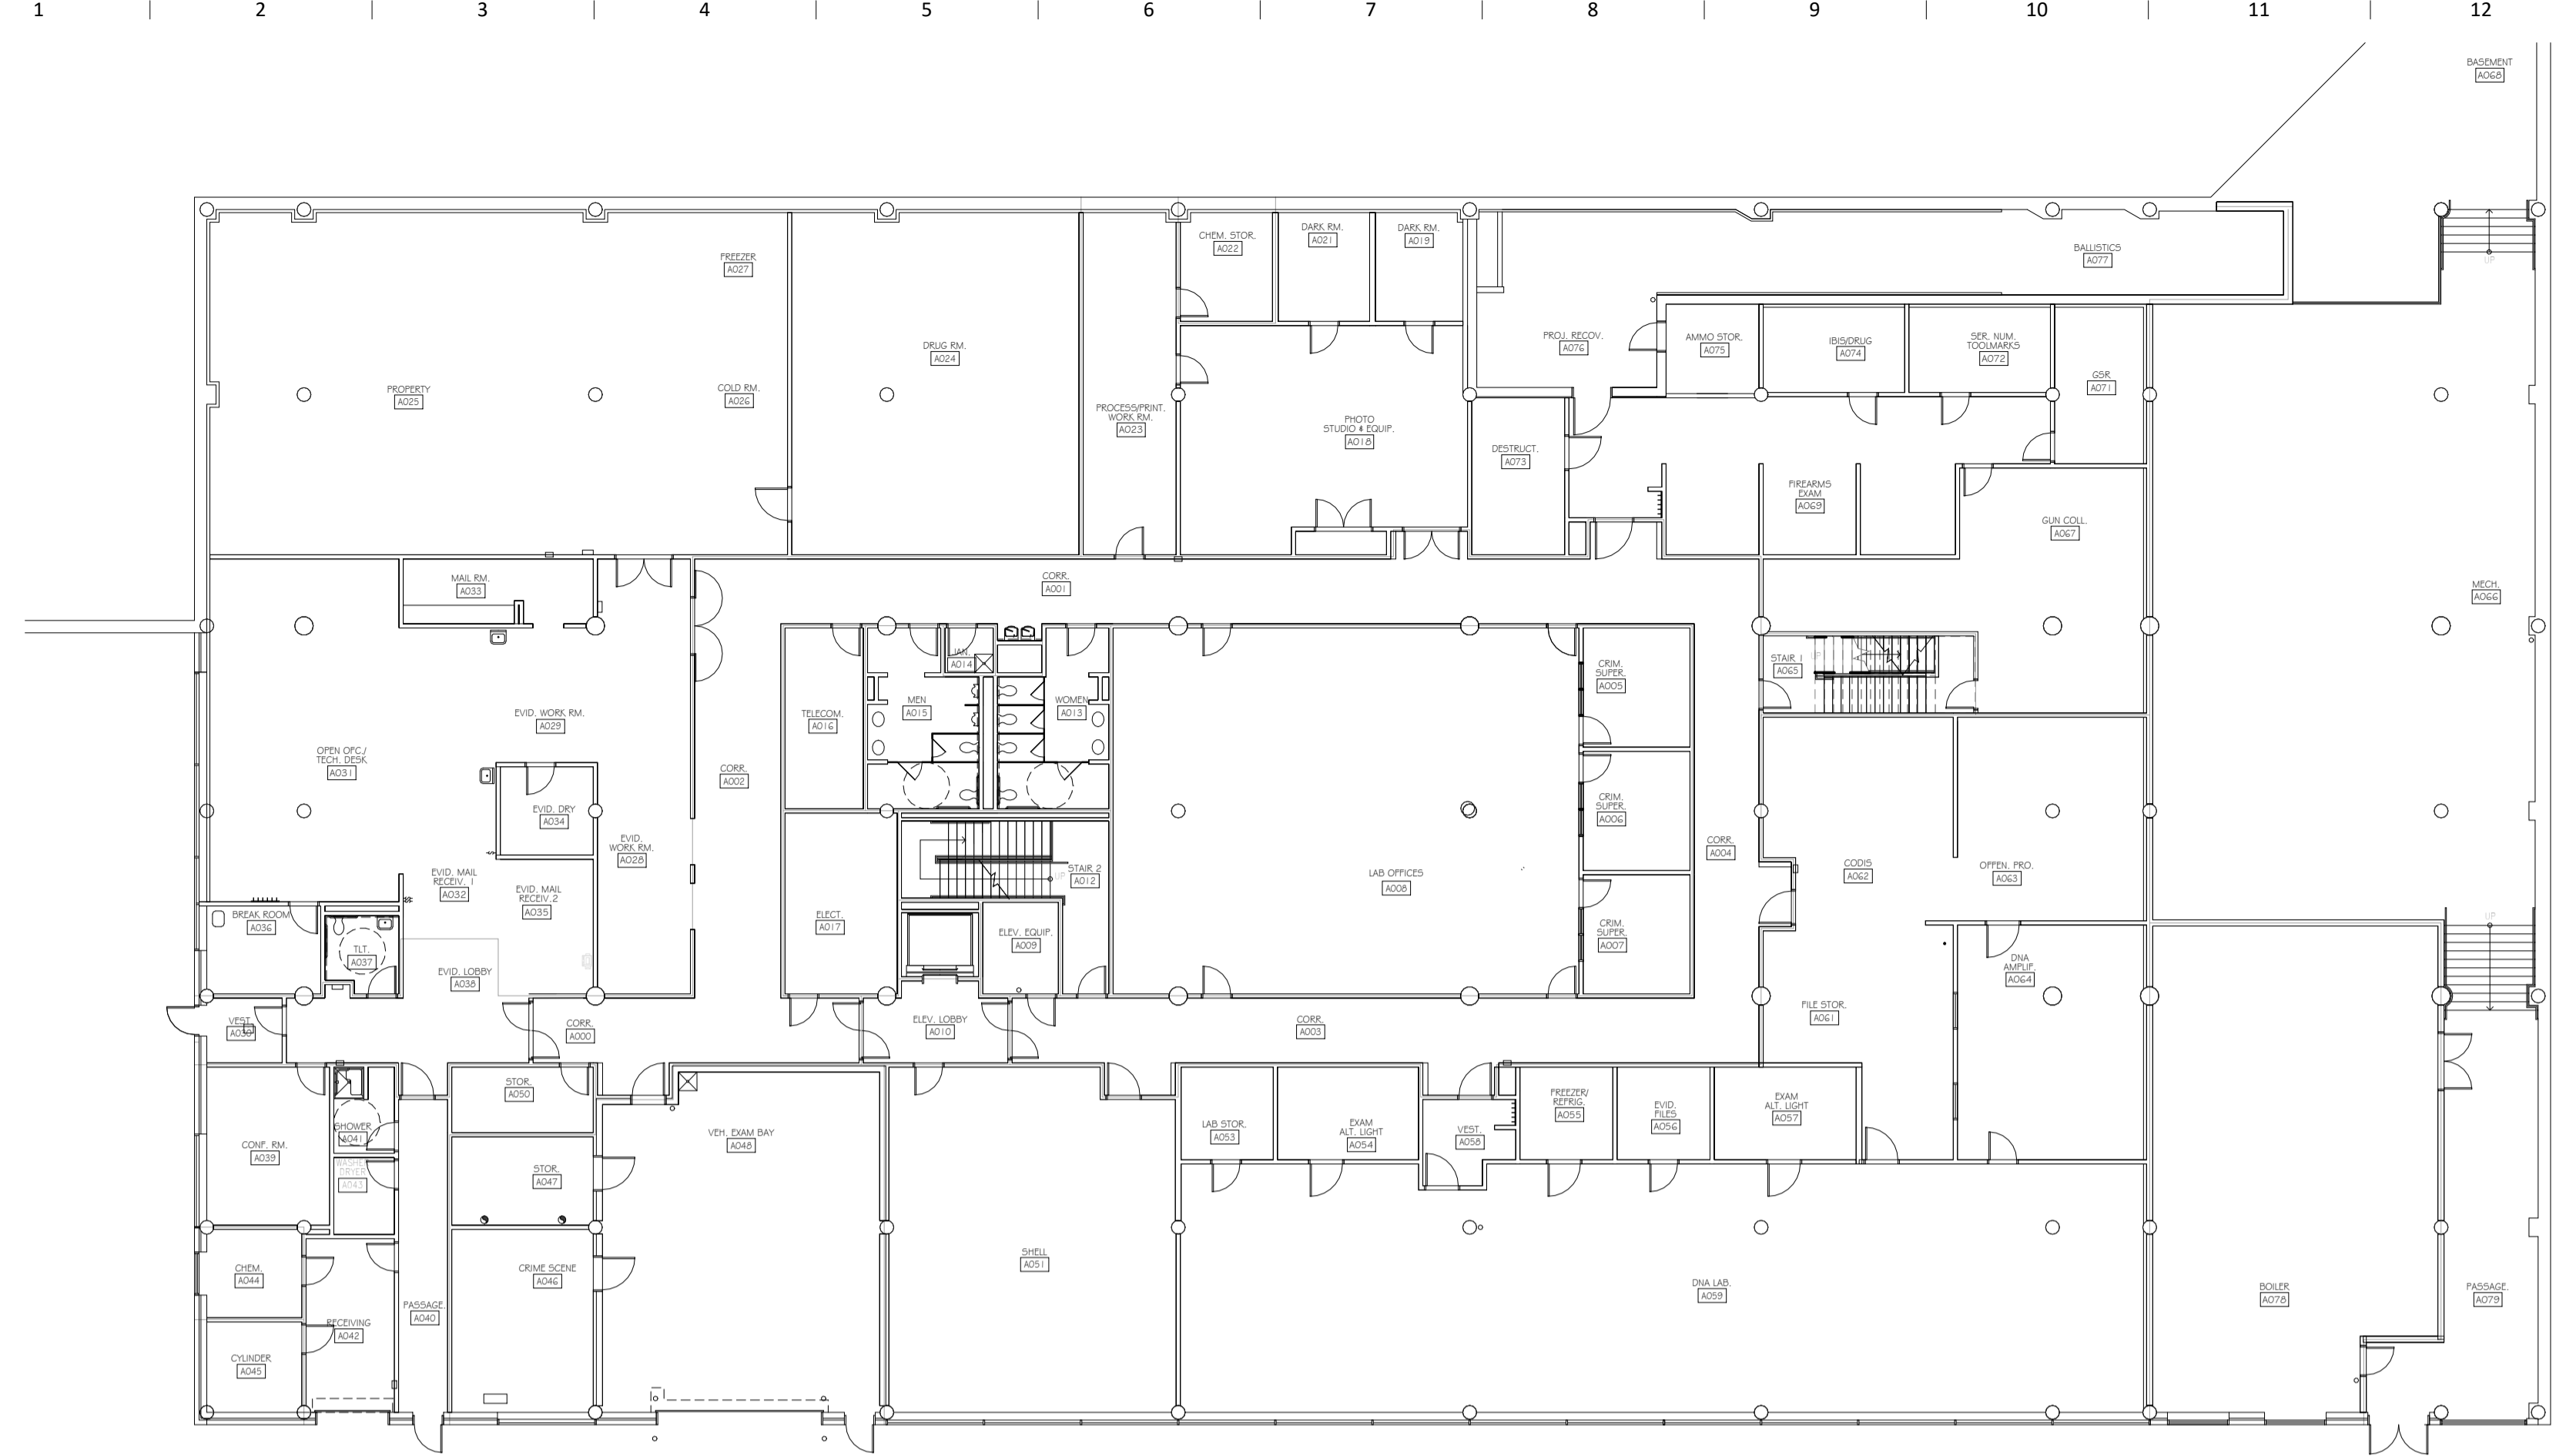 1 2 3 4 5 6 7 8 9 10 11 12
BASEMENT
A068
CHEM. STOR.
A022
DARK RM.
A021
DARK RM.
A019
BALLISTICS
A077
UP
FREEZER
A027
DRUG RM.
A024
PROJ. RECOV.
A076
AMMO STOR.
A075
IBIS/DRUG
A074
SER. NUM.
TOOLMARKS
A072
GSR
A071
PROPERTY
A025
COLD RM.
A026
PROCESS/PRINT.
WORK RM.
A023
PHOTO
STUDIO & EQUIP.
A018
DESTRUCT.
A073
FIREARMS
EXAM
A069
GUN COLL.
A067
MAIL RM.
A033
CORR.
A001
MECH.
A066
JAN.
A014
CRIM.
SUPER.
A005
STAIR 1
A065
UP
EVID. WORK RM.
A029
TELECOM.
A016
MEN
A015
WOMEN
A013
OPEN OFC./
TECH. DESK
A031
CORR.
A002
EVID. DRY
A034
CRIM.
SUPER.
A006
EVID.
WORK RM.
A028
CORR.
A004
EVID. MAIL
RECEIV. 1
A032
EVID. MAIL
RECEIV.2
A035
STAIR 2
A012
UP
LAB OFFICES
A008
CODIS
A062
OFFEN. PRO.
A063
BREAK ROOM
A036
ELECT.
A017
ELEV. EQUIP.
A009
CRIM.
SUPER.
A007
UP
TLT.
A037
EVID. LOBBY
A038
DNA
AMPLIF.
A064
VEST.
A030
CORR.
A000
ELEV. LOBBY
A010
CORR.
A003
FILE STOR.
A061
STOR.
A050
SHOWER
A041
CONF. RM.
A039
WASHER
DRYER
A043
VEH. EXAM BAY
A048
LAB STOR.
A053
EXAM
ALT. LIGHT
A054
VEST.
A058
FREEZER/
REFRIG.
A055
EVID.
FILES
A056
EXAM
ALT. LIGHT
A057
STOR.
A047
CHEM.
A044
CRIME SCENE
A046
SHELL
A051
DNA LAB.
A059
BOILER
A078
PASSAGE.
A079
PASSAGE.
A040
RECEIVING
A042
CYLINDER
A045